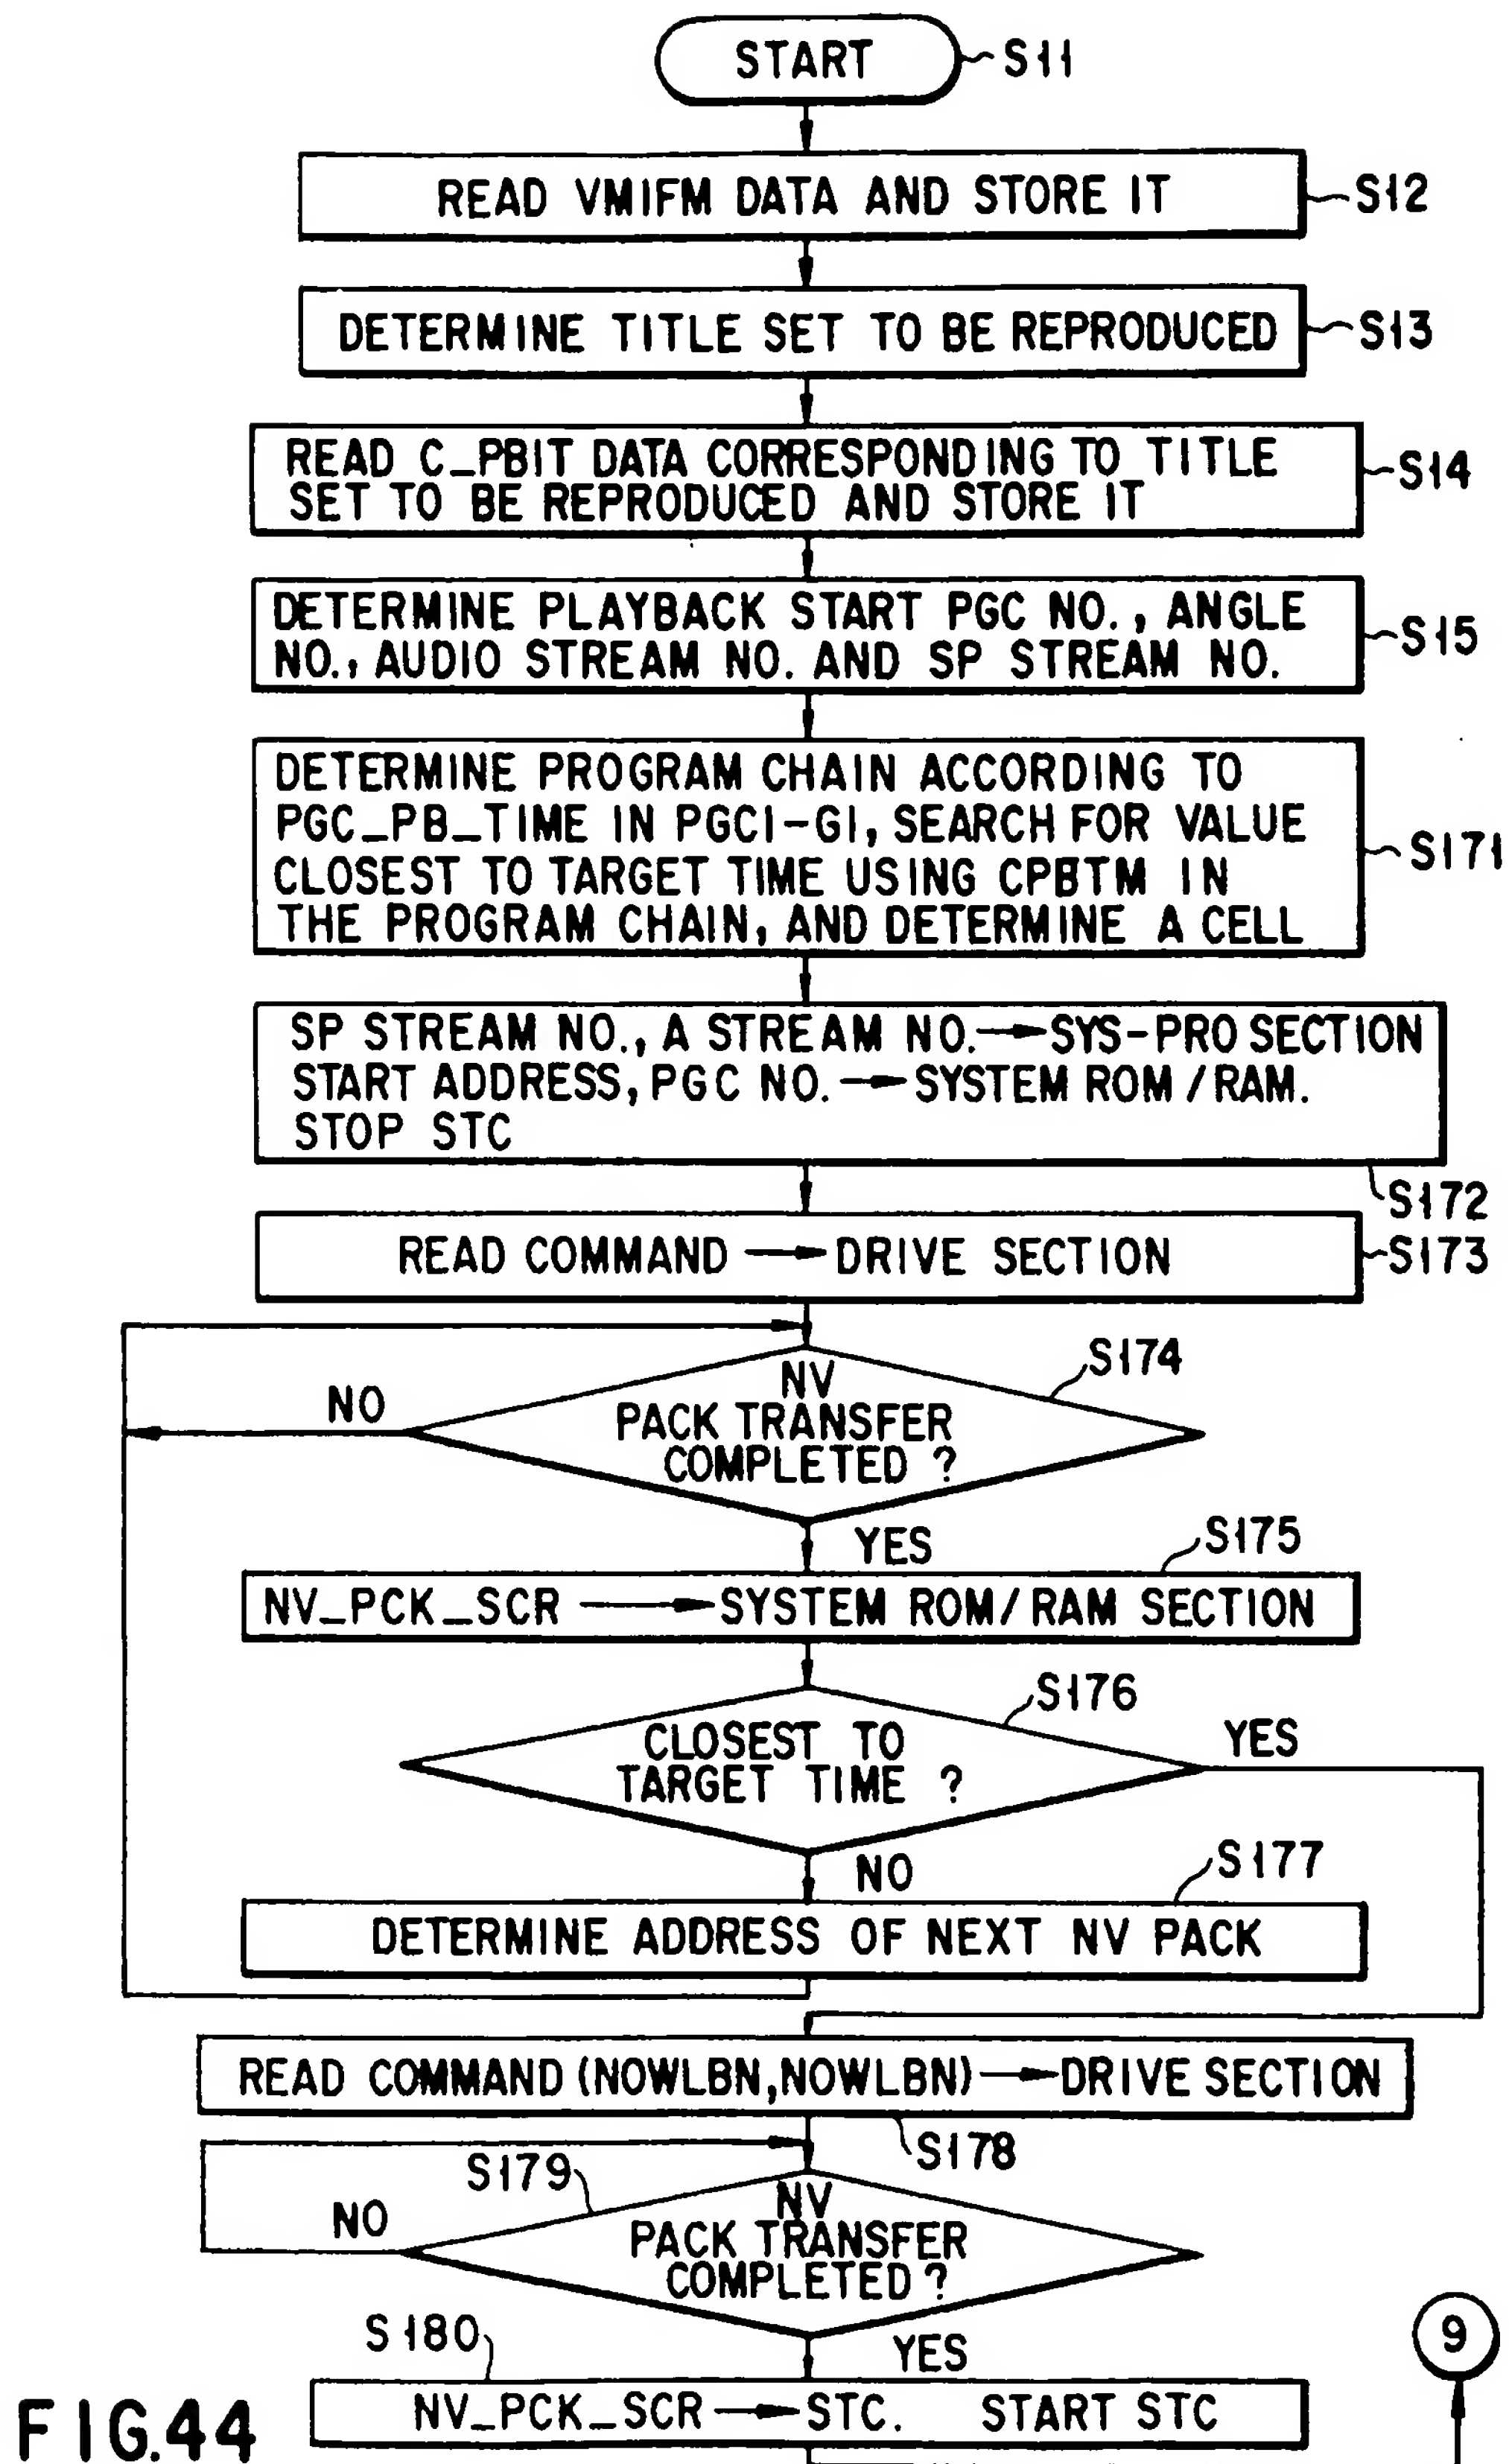 START
S11
READ VMIFM DATA AND STORE IT
S12
DETERMINE TITLE SET TO BE REPRODUCED
S13
READ C_PBIT DATA CORRESPONDING TO TITLE
SET TO BE REPRODUCED AND STORE IT
S14
DETERMINE PLAYBACK START PGC NO., ANGLE
NO., AUDIO STREAM NO. AND SP STREAM NO.
S15
DETERMINE PROGRAM CHAIN ACCORDING TO
PGC_PB_TIME IN PGCI-GI, SEARCH FOR VALUE
CLOSEST TO TARGET TIME USING CPBTM IN
THE PROGRAM CHAIN, AND DETERMINE A CELL
S171
SP STREAM NO., A STREAM NO. → SYS-PRO SECTION
START ADDRESS, PGC NO. → SYSTEM ROM/RAM.
STOP STC
S172
READ COMMAND → DRIVE SECTION
S173
S174
NV
PACK TRANSFER
COMPLETED ?
NO
YES
S175
NV_PCK_SCR → SYSTEM ROM/RAM SECTION
S176
CLOSEST TO
TARGET TIME ?
YES
NO
S177
DETERMINE ADDRESS OF NEXT NV PACK
READ COMMAND (NOWLBN,NOWLBN) → DRIVE SECTION
S178
S179
NV
PACK TRANSFER
COMPLETED ?
NO
YES
S180
NV_PCK_SCR → STC. START STC
9
FIG.44